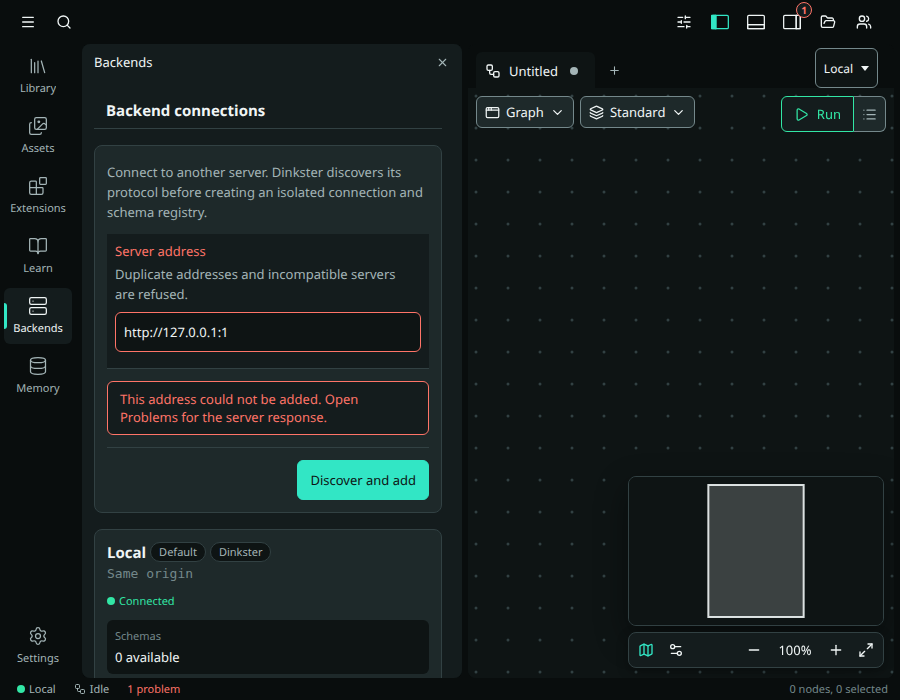 1
Library
Assets
Extensions
Learn
Backends
Memory
Settings
Backends
Backend connections
Connect to another server. Dinkster discovers its
protocol before creating an isolated connection and
schema registry.
Server address
Duplicate addresses and incompatible servers
are refused.
http://127.0.0.1:1
This address could not be added. Open
Problems for the server response.
Discover and add
Local Default Dinkster
Same origin
Connected
Schemas
0 available
Untitled
Local
Graph
Standard
Run
100%
Local
Idle
1 problem
0 nodes, 0 selected